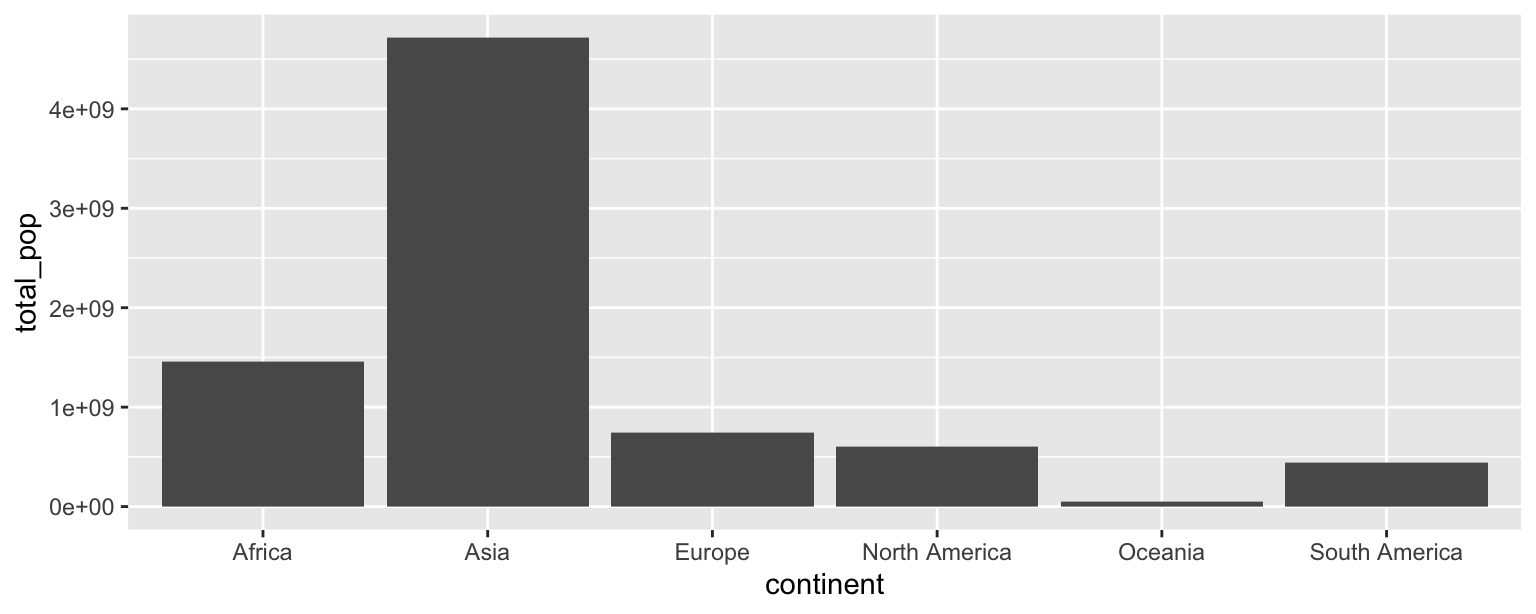 total_pop
4e+09
3e+09
2e+09
1e+09
0e+00
Africa Asia Europe North America Oceania South America
continent